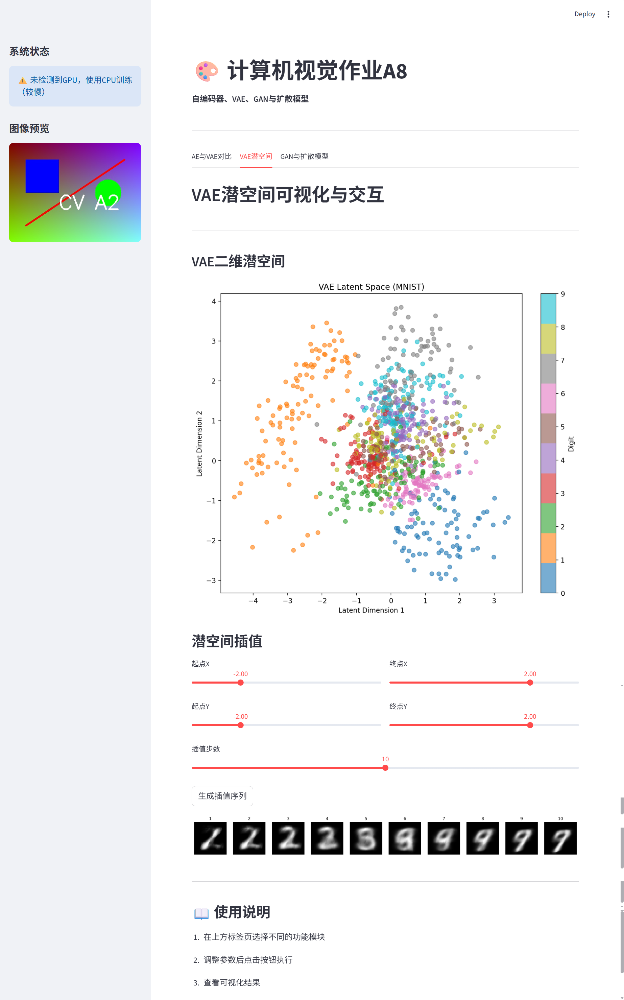 Deploy
系统状态
⚠️ 未检测到GPU，使用CPU训练
（较慢）
图像预览
CV A2
🎨 计算机视觉作业A8
自编码器、VAE、GAN与扩散模型
AE与VAE对比 VAE潜空间 GAN与扩散模型
VAE潜空间可视化与交互
VAE二维潜空间
VAE Latent Space (MNIST)
4
3
2
1
0
−1
−2
−3
Latent Dimension 2
−4 −3 −2 −1 0 1 2 3
Latent Dimension 1
9
8
7
6
5
4
3
2
1
0
Digit
潜空间插值
起点X 终点X
-2.00 2.00
起点Y 终点Y
-2.00 2.00
插值步数
10
生成插值序列
1 2 3 4 5 6 7 8 9 10
📖 使用说明
1. 在上方标签页选择不同的功能模块
2. 调整参数后点击按钮执行
3. 查看可视化结果